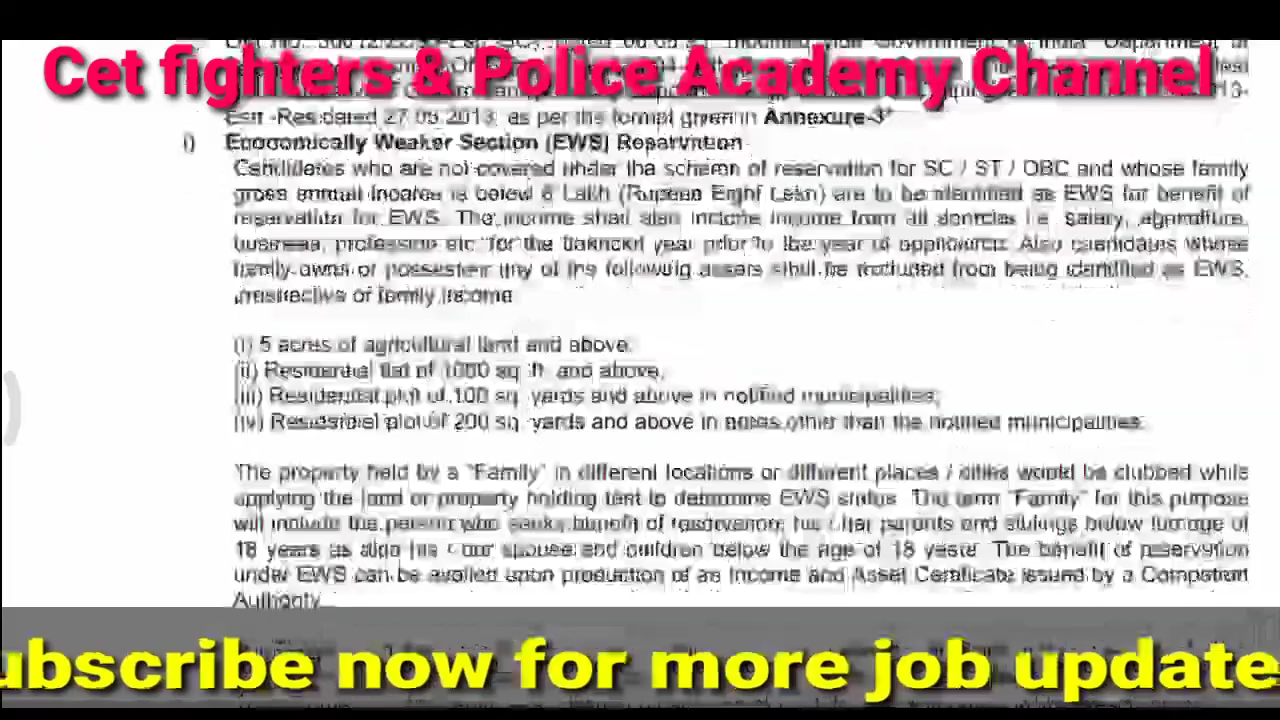 Cet fighters & Police Academy Channel
Estt.-Res dated 27.05.2013, as per the format given in Annexure-3"
i) Economically Weaker Section (EWS) Reservation
Candidates who are not covered under the scheme of reservation for SC / ST / OBC and whose family
gross annual income is below 8 Lakh (Rupees Eight Lakh) are to be identified as EWS for benefit of
reservation for EWS. The income shall also include income from all sources i.e. salary, agriculture,
business, profession etc. for the financial year prior to the year of application. Also candidates whose
family owns or possesses any of the following assets shall be excluded from being identified as EWS,
irrespective of family income
(i) 5 acres of agricultural land and above;
(ii) Residential flat of 1000 sq. ft. and above;
(iii) Residential plot of 100 sq. yards and above in notified municipalities;
(iv) Residential plot of 200 sq. yards and above in areas other than the notified municipalities.
The property held by a "Family" in different locations or different places / cities would be clubbed while
applying the land or property holding test to determine EWS status. The term "Family" for this purpose
will include the person who seeks benefit of reservation, his / her parents and siblings below the age of
18 years as also his / her spouse and children below the age of 18 years. The benefit of reservation
under EWS can be availed upon production of an Income and Asset Certificate issued by a Competent
Authority.
ubscribe now for more job update